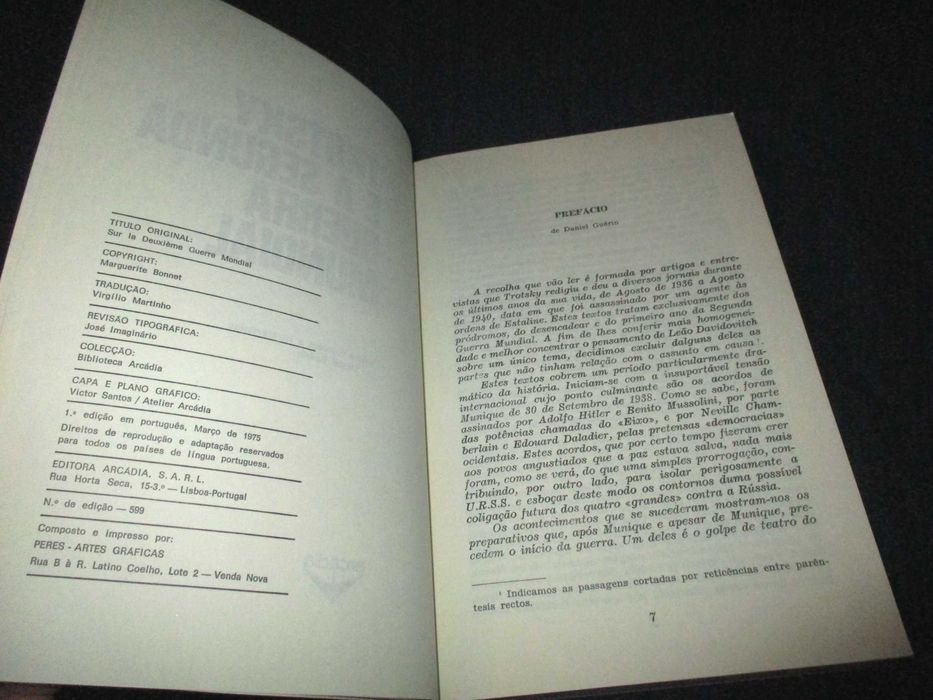 TITULO ORIGINAL:
Sur la Deuxième Guerre Mondial
COPYRIGHT:
Marguerite Bonnet
TRADUÇÃO:
Virgílio Martinho
REVISÃO TIPOGRÁFICA:
José Imaginário
COLECÇÃO:
Biblioteca Arcádia
CAPA E PLANO GRÁFICO:
Victor Santos / Atelier Arcádia
1.ª edição em português, Março de 1975
Direitos de reprodução e adaptação reservados
para todos os países de língua portuguesa.
EDITORA ARCÁDIA, S. A. R. L.
Rua Horta Seca, 15-3.º — Lisboa-Portugal
N.º de edição — 599
Composto e impresso por:
PERES - ARTES GRÁFICAS
Rua B à R. Latino Coelho, Lote 2 — Venda Nova
PREFÁCIO
de Daniel Guérin
A recolha que vão ler é formada por artigos e entre-
vistas que Trotsky redigiu e deu a diversos jornais durante
os últimos anos da sua vida, de Agosto de 1936 a Agosto
de 1940, data em que foi assassinado por um agente às
ordens de Estaline. Estes textos tratam exclusivamente dos
pródromos, do desencadear e do primeiro ano da Segunda
Guerra Mundial. A fim de lhes conferir mais homogenei-
dade e melhor concentrar o pensamento de Leão Davidovitch
sobre um único tema, decidimos excluir dalguns deles as
partes que não tinham relação com o assunto em causa¹.
Estes textos cobrem um período particularmente dra-
mático da história. Iniciam-se com a insuportável tensão
internacional cujo ponto culminante são os acordos de
Munique de 30 de Setembro de 1938. Como se sabe, foram
assinados por Adolfo Hitler e Benito Mussolini, por parte
das potências chamadas do «Eixo», e por Neville Cham-
berlain e Edouard Daladier, pelas pretensas «democracias»
ocidentais. Estes acordos, que por certo tempo fizeram crer
aos povos angustiados que a paz estava salva, nada mais
foram, como se verá, do que uma simples prorrogação, con-
tribuindo, por outro lado, para isolar perigosamente a
U.R.S.S. e esboçar deste modo os contornos duma possível
coligação futura dos quatro «grandes» contra a Rússia.
Os acontecimentos que se sucederam mostram-nos os
preparativos que, após Munique e apesar de Munique, pre-
cedem o início da guerra. Um deles é o golpe de teatro do
¹ Indicamos as passagens cortadas por reticências entre parên-
tesis rectos.
7